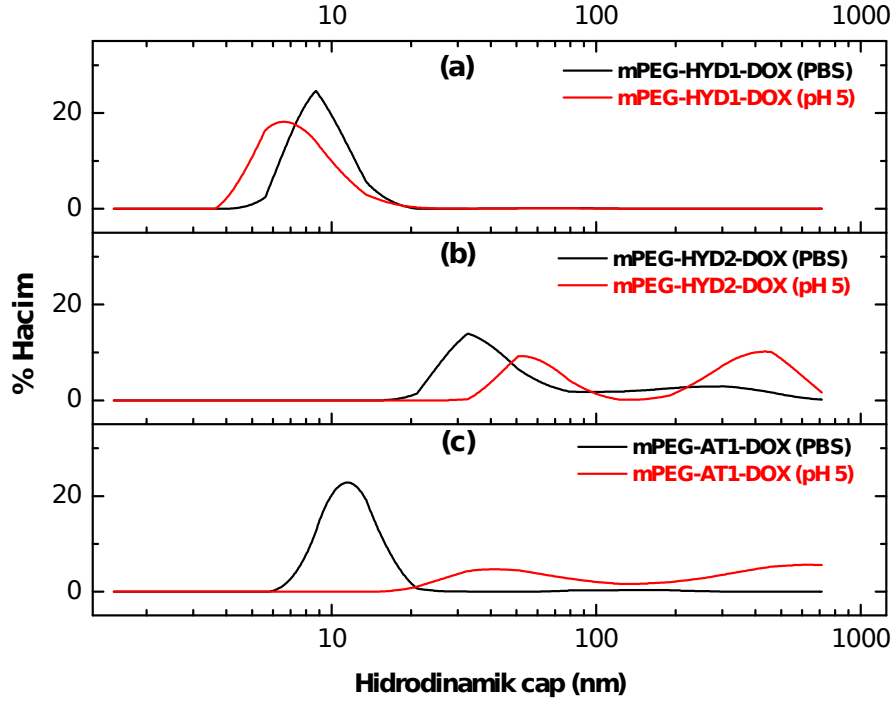 10 100 1000
(a)
mPEG-HYD1-DOX (PBS)
mPEG-HYD1-DOX (pH 5)
20
0
(b)
mPEG-HYD2-DOX (PBS)
mPEG-HYD2-DOX (pH 5)
20
0
% Hacim
(c)
mPEG-AT1-DOX (PBS)
mPEG-AT1-DOX (pH 5)
20
0
10 100 1000
Hidrodinamik cap (nm)